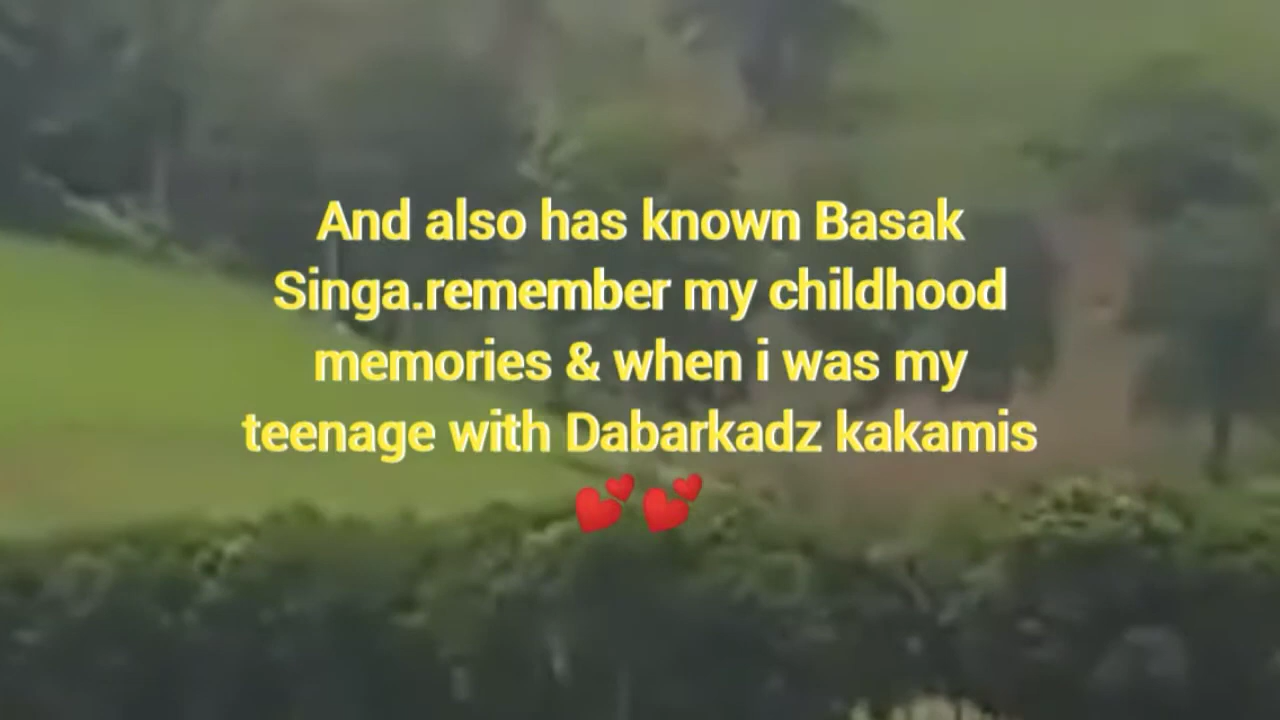 And also has known Basak
Singa.remember my childhood
memories & when i was my
teenage with Dabarkadz kakamis
💕💕